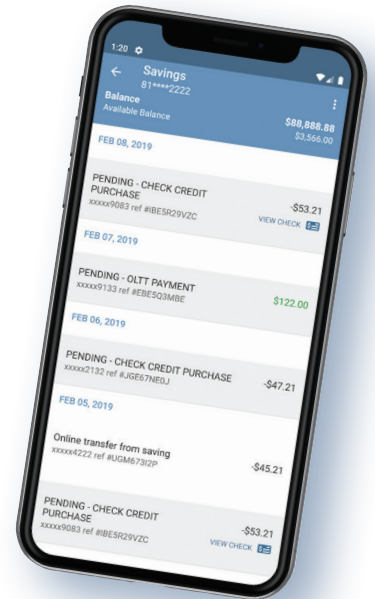 1:20
Savings
81****2222
Balance $88,888.88
Available Balance $3,566.00
FEB 08, 2019
PENDING - CHECK CREDIT
PURCHASE -$53.21
xxxxx9083 ref #IBE5R29VZC VIEW CHECK
FEB 07, 2019
PENDING - OLTT PAYMENT $122.00
xxxxx9133 ref #EBE5Q3MBE
FEB 06, 2019
PENDING - CHECK CREDIT PURCHASE -$47.21
xxxxx2132 ref #JGE67NE0J
FEB 05, 2019
Online transfer from saving -$45.21
xxxxx4222 ref #UGM673I2P
PENDING - CHECK CREDIT
PURCHASE -$53.21
xxxxx9083 ref #IBE5R29VZC VIEW CHECK